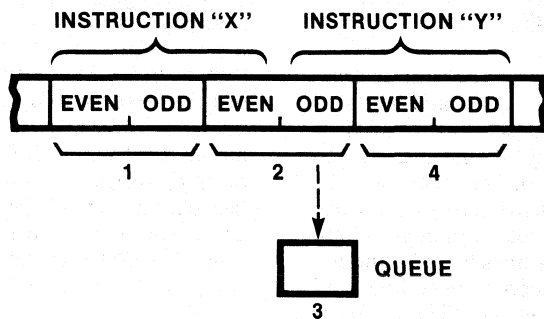 INSTRUCTION “X” INSTRUCTION “Y”
EVEN ODD EVEN ODD EVEN ODD
1 2 4
QUEUE
3